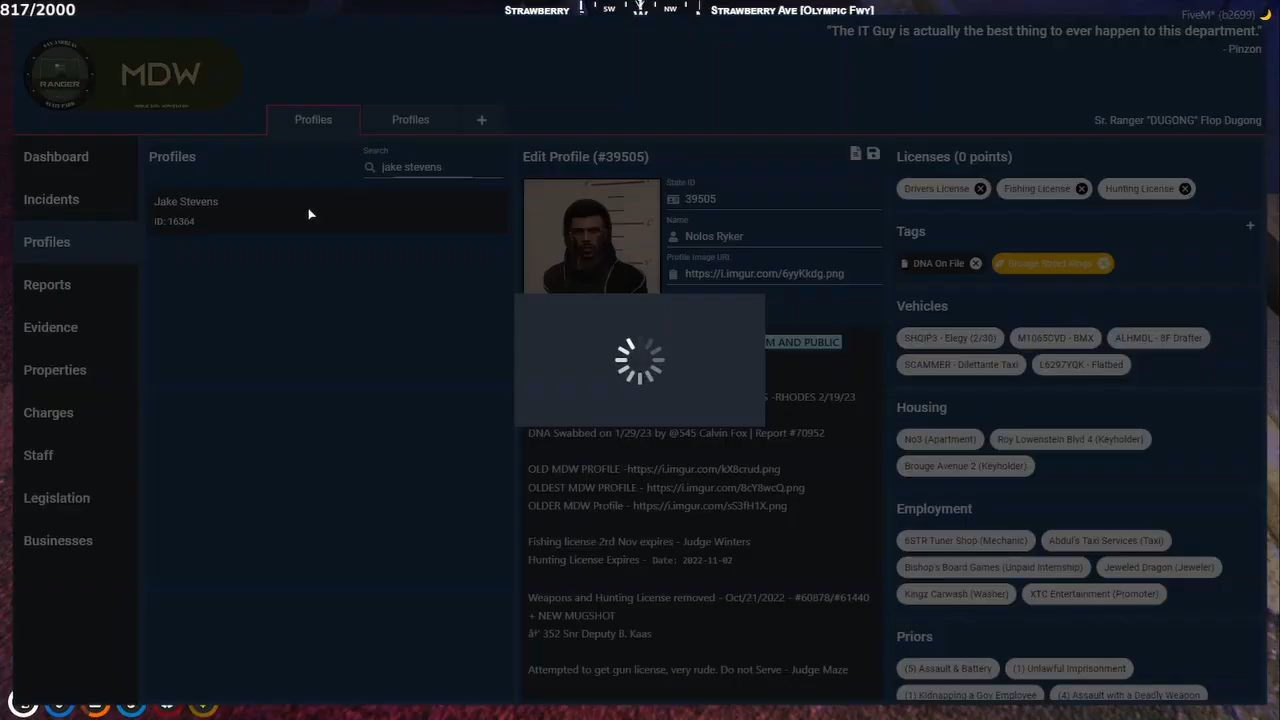 817/2000
STRAWBERRY
SW
NW
STRAWBERRY AVE [OLYMPIC FWY]
FiveM* (b2699)
"The IT Guy is actually the best thing to ever happen to this department."
- Pinzon
RANGER
MDW
Profiles
Profiles
+
Sr. Ranger "DUGONG" Flop Dugong
Dashboard
Incidents
Profiles
Reports
Evidence
Properties
Charges
Staff
Legislation
Businesses
Profiles
Search
jake stevens
Jake Stevens
ID: 16364
Edit Profile (#39505)
State ID
39505
Name
Nolos Ryker
Profile Image URL
https://i.imgur.com/6yyKkdg.png
M AND PUBLIC
-RHODES 2/19/23
DNA Swabbed on 1/29/23 by @545 Calvin Fox | Report #70952
OLD MDW PROFILE -https://i.imgur.com/kX8crud.png
OLDEST MDW PROFILE - https://i.imgur.com/8cY8wcQ.png
OLDER MDW Profile - https://i.imgur.com/sS3fH1X.png
Fishing license 2rd Nov expires - Judge Winters
Hunting License Expires - Date: 2022-11-02
Weapons and Hunting License removed - Oct/21/2022 - #60878/#61440
+ NEW MUGSHOT
352 Snr Deputy B. Kaas
Attempted to get gun license, very rude. Do not Serve - Judge Maze
Licenses (0 points)
Drivers License
Fishing License
Hunting License
Tags
+
DNA On File
Vehicles
SHQIP3 - Elegy (2/30)
M1065CVD - BMX
ALHMDL - 8F Drafter
SCAMMER - Dilettante Taxi
L6297YQK - Flatbed
Housing
No3 (Apartment)
Roy Lowenstein Blvd 4 (Keyholder)
Brouge Avenue 2 (Keyholder)
Employment
6STR Tuner Shop (Mechanic)
Abdul's Taxi Services (Taxi)
Bishop's Board Games (Unpaid Internship)
Jeweled Dragon (Jeweler)
Kingz Carwash (Washer)
XTC Entertainment (Promoter)
Priors
(5) Assault & Battery
(1) Unlawful Imprisonment
(1) Kidnapping a Gov Employee
(4) Assault with a Deadly Weapon